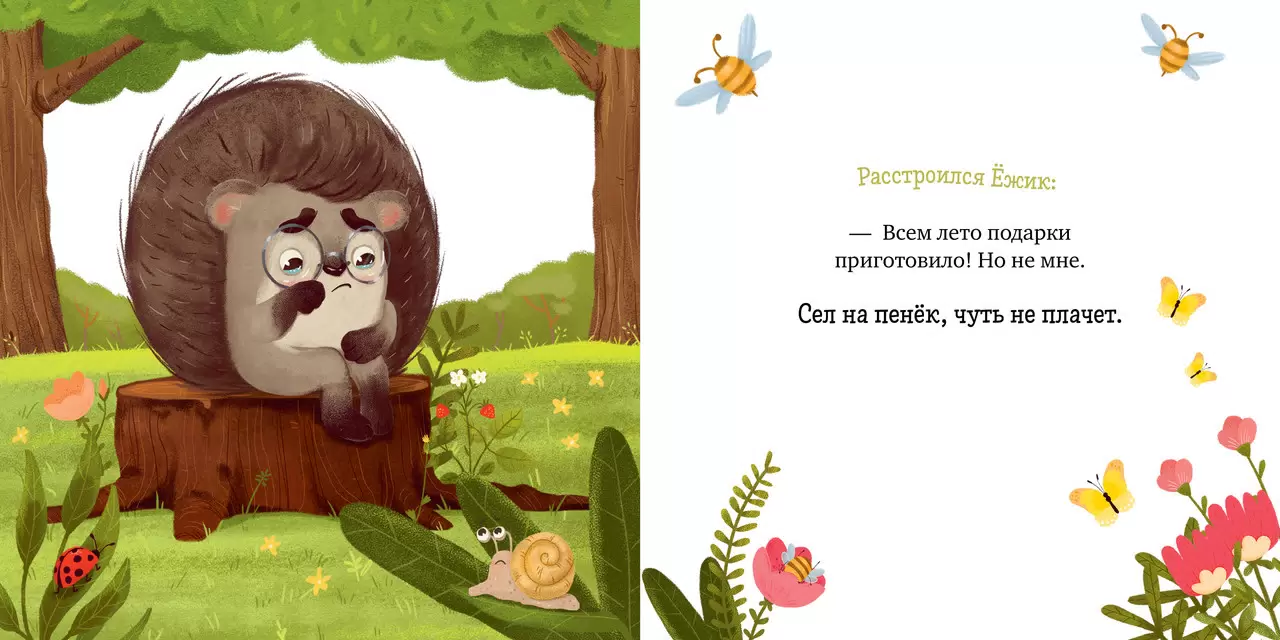 Расстроился Ёжик:
— Всем лето подарки
приготовило! Но не мне.
Сел на пенёк, чуть не плачет.